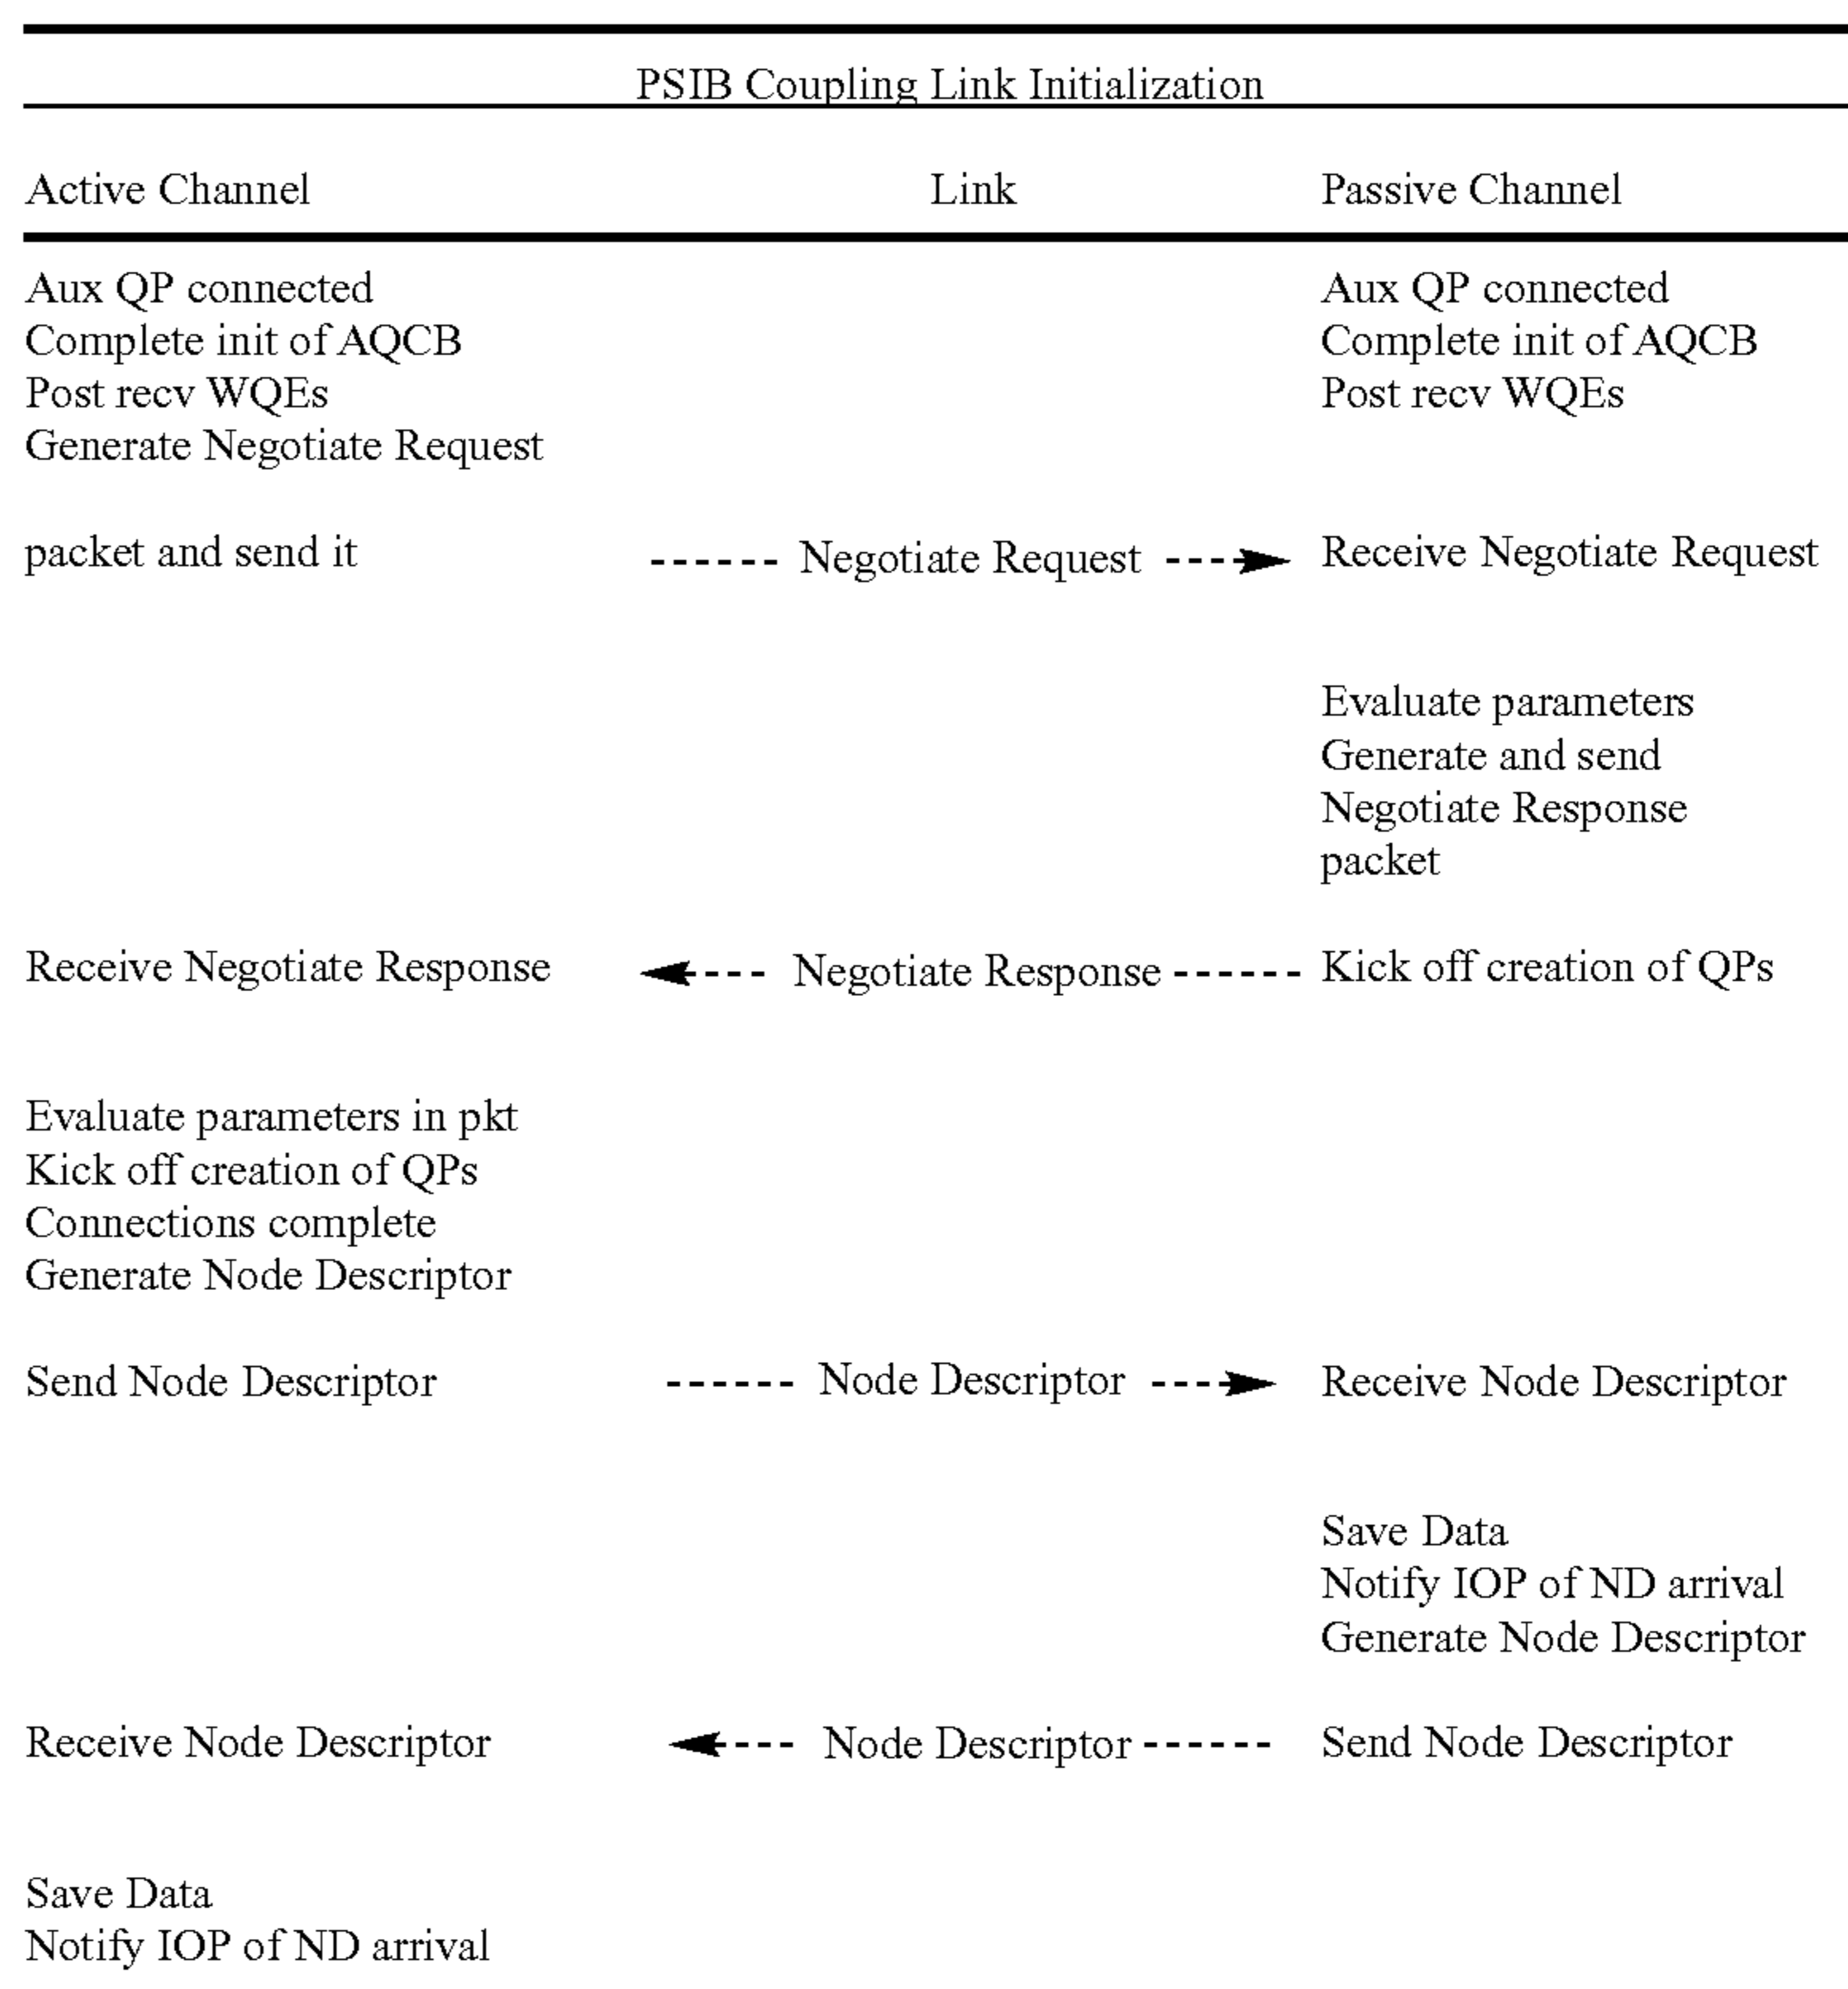 PSIB Coupling Link Initialization
Active Channel Link Passive Channel
Aux QP connected Aux QP connected
Complete init of AQCB Complete init of AQCB
Post recv WQEs Post recv WQEs
Generate Negotiate Request
packet and send it Negotiate Request Receive Negotiate Request
Evaluate parameters
Generate and send
Negotiate Response
packet
Receive Negotiate Response Negotiate Response Kick off creation of QPs
Evaluate parameters in pkt
Kick off creation of QPs
Connections complete
Generate Node Descriptor
Send Node Descriptor Node Descriptor Receive Node Descriptor
Save Data
Notify IOP of ND arrival
Generate Node Descriptor
Receive Node Descriptor Node Descriptor Send Node Descriptor
Save Data
Notify IOP of ND arrival